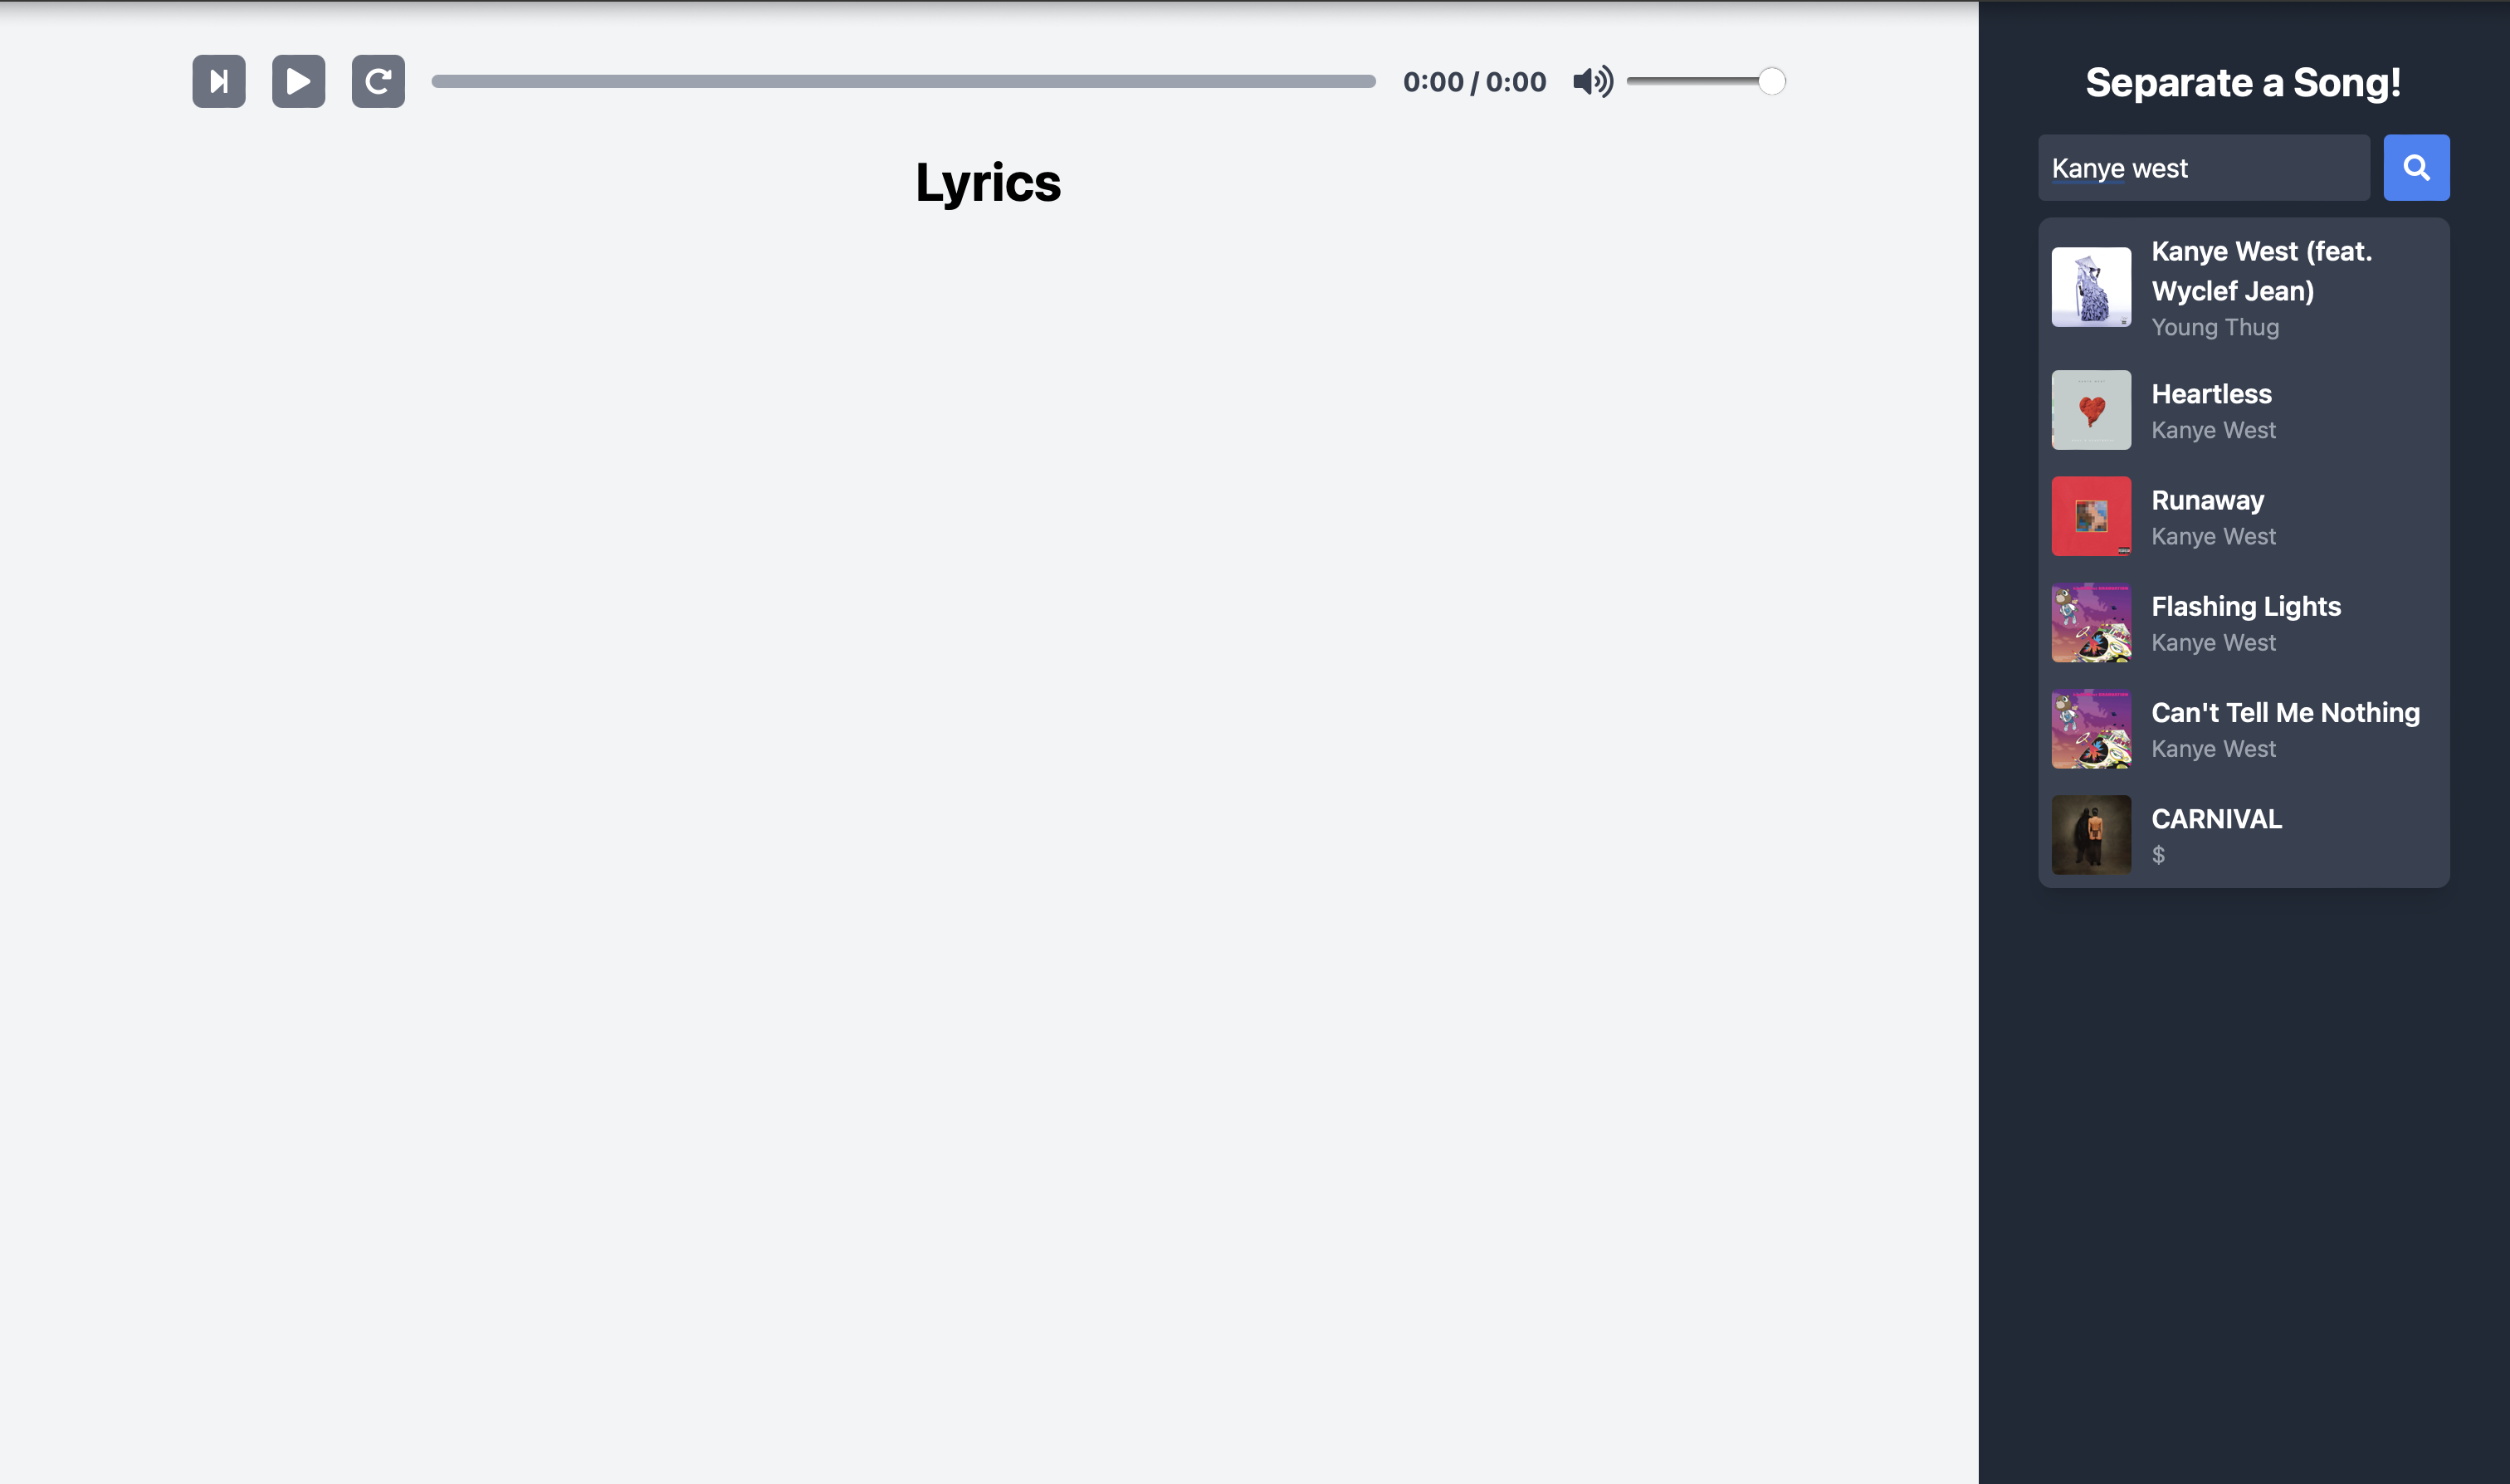 0:00 / 0:00
Lyrics
Separate a Song!
Kanye west
Kanye West (feat.
Wyclef Jean)
Young Thug
Heartless
Kanye West
Runaway
Kanye West
Flashing Lights
Kanye West
Can't Tell Me Nothing
Kanye West
CARNIVAL
$